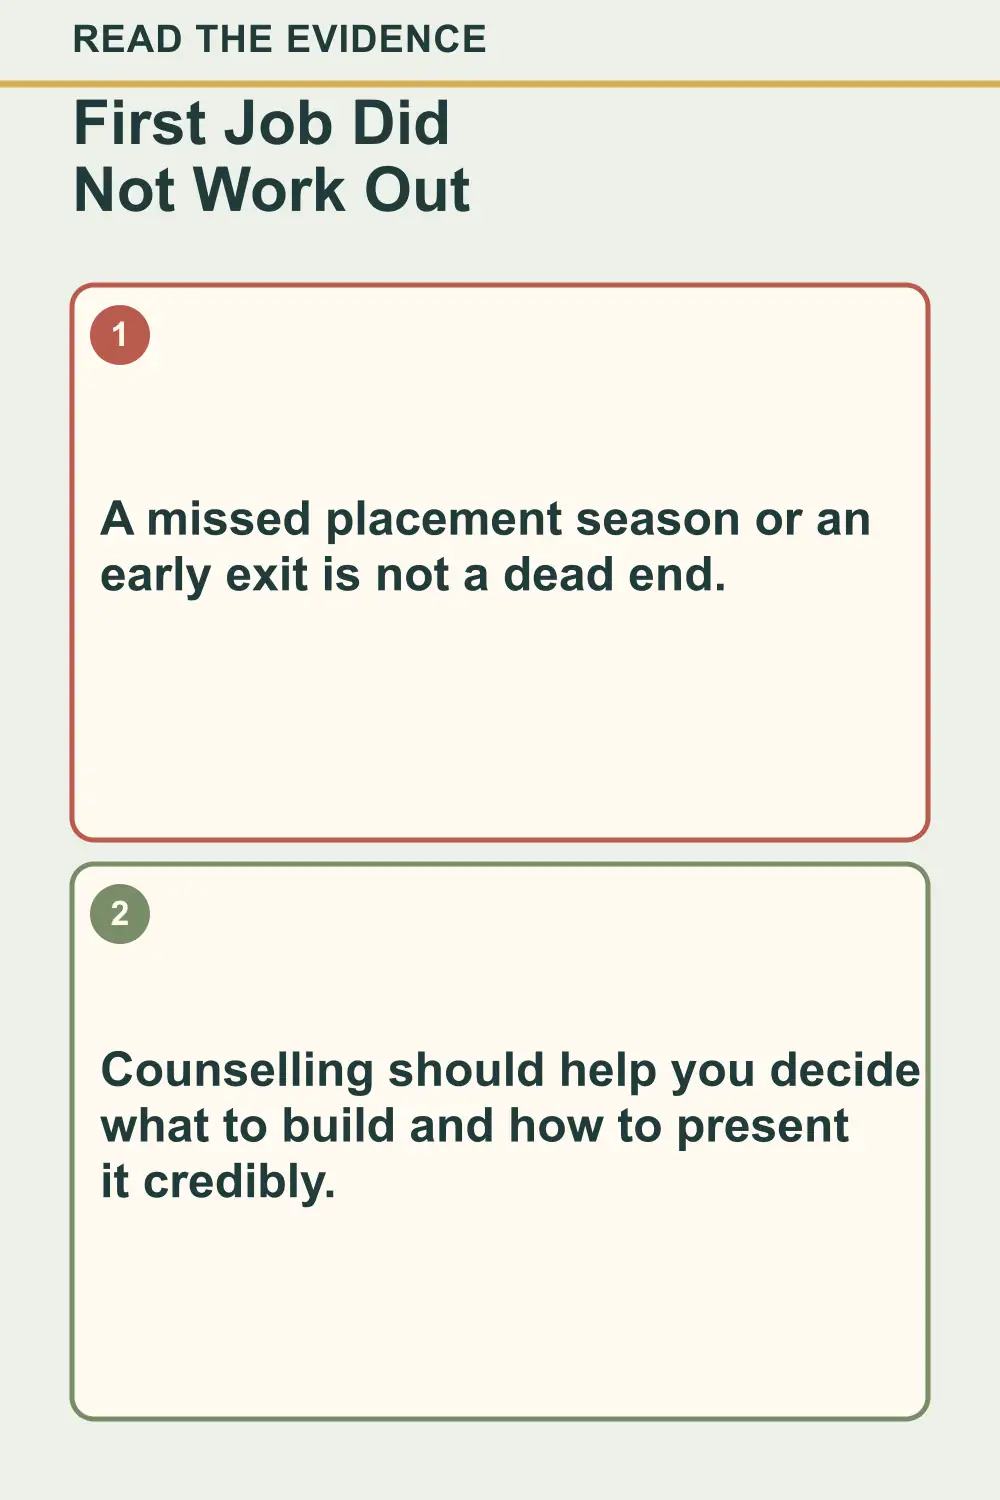 READ THE EVIDENCE
First Job Did
Not Work Out
1
A missed placement season or an
early exit is not a dead end.
2
Counselling should help you decide
what to build and how to present
it credibly.